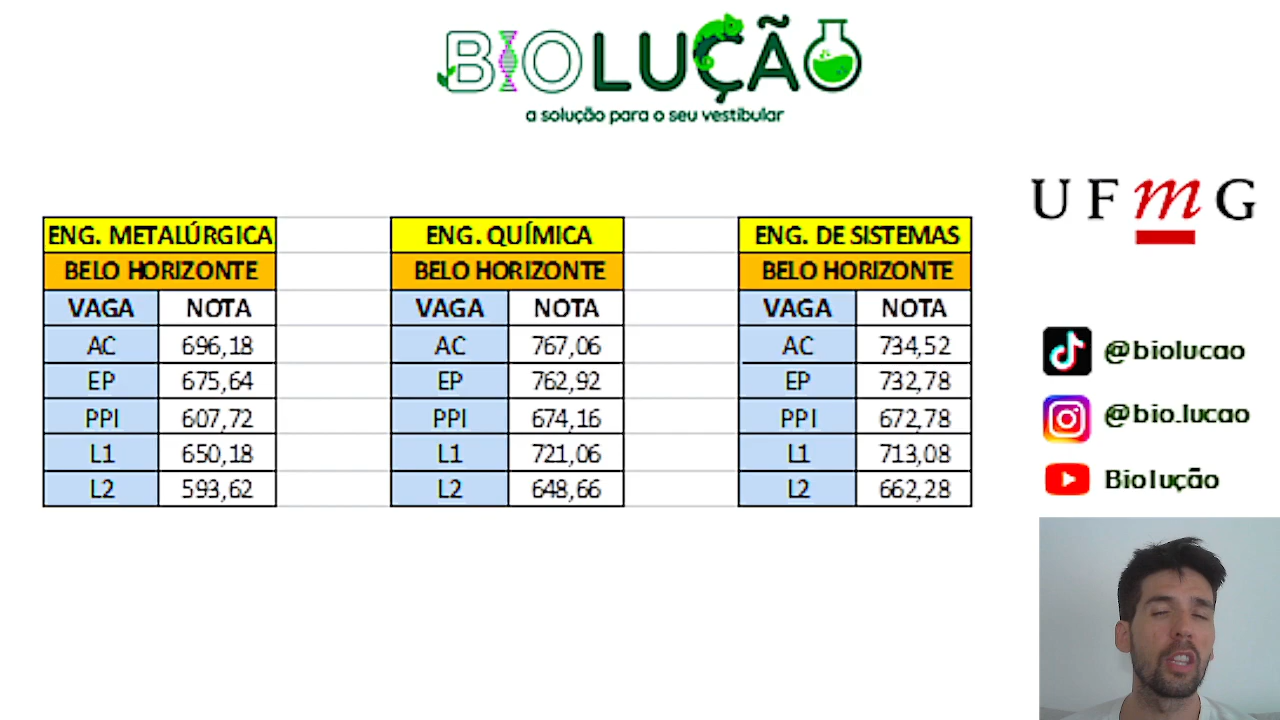 BIOLUÇÃO
a solução para o seu vestibular
UFmG
ENG. METALÚRGICA
BELO HORIZONTE
VAGA NOTA
AC 696,18
EP 675,64
PPI 607,72
L1 650,18
L2 593,62
ENG. QUÍMICA
BELO HORIZONTE
VAGA NOTA
AC 767,06
EP 762,92
PPI 674,16
L1 721,06
L2 648,66
ENG. DE SISTEMAS
BELO HORIZONTE
VAGA NOTA
AC 734,52
EP 732,78
PPI 672,78
L1 713,08
L2 662,28
@biolucao
@bio.lucao
Biolução